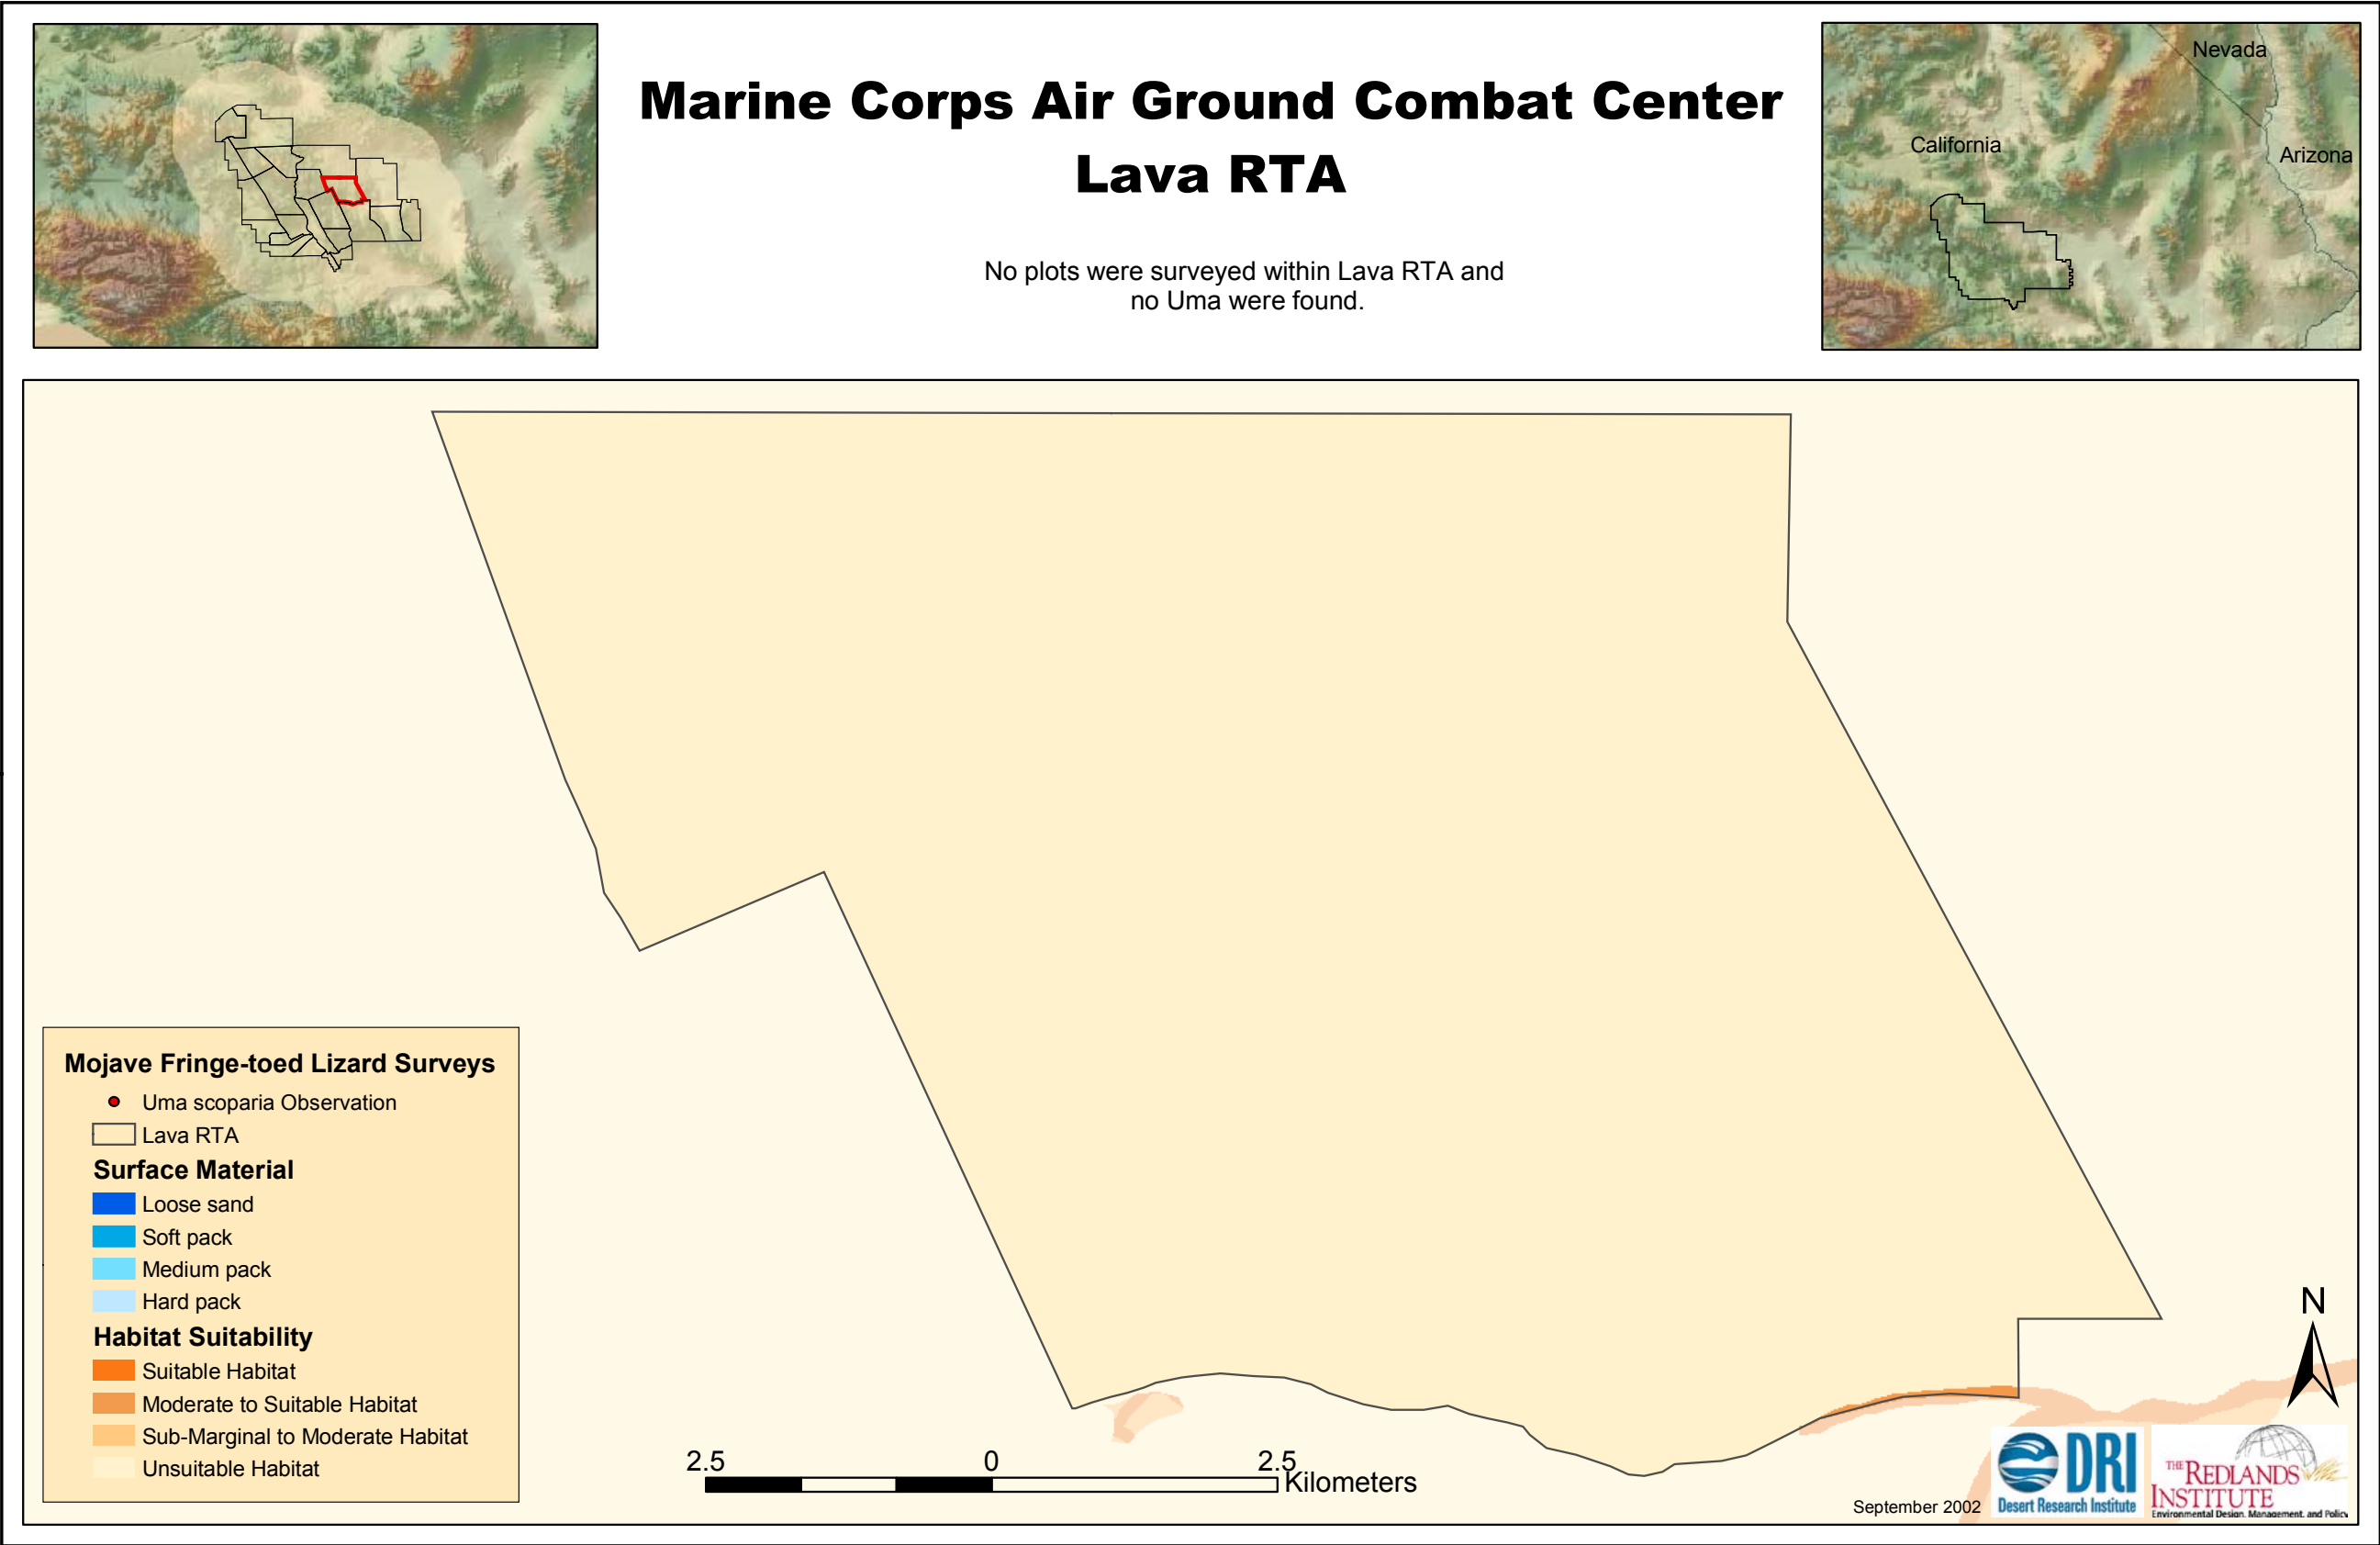 Marine Corps Air Ground Combat Center
Lava RTA
No plots were surveyed within Lava RTA and
no Uma were found.
Nevada
California
Arizona
Mojave Fringe-toed Lizard Surveys
Uma scoparia Observation
Lava RTA
Surface Material
Loose sand
Soft pack
Medium pack
Hard pack
Habitat Suitability
Suitable Habitat
Moderate to Suitable Habitat
Sub-Marginal to Moderate Habitat
Unsuitable Habitat
2.5 0 2.5
Kilometers
N
September 2002
DRI
Desert Research Institute
THE REDLANDS
INSTITUTE
Environmental Design, Management, and Policy